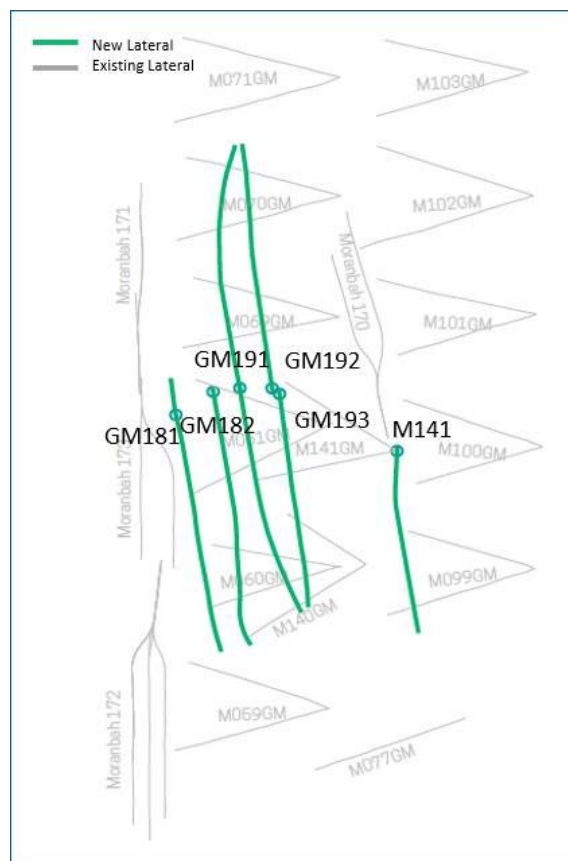 New Lateral
Existing Lateral
M071GM
M103GM
M070GM
M102GM
Moranbah 171
Moranbah 170
M069GM
M101GM
GM191
GM192
GM181
GM182
GM193
M141
M061GM
M141GM
M100GM
Moranbah 173
M060GM
M099GM
M140GM
Moranbah 172
M059GM
M077GM